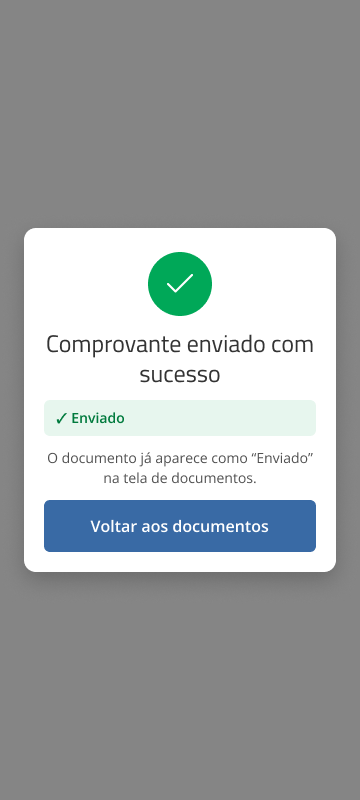 Comprovante enviado com
sucesso
✓ Enviado
O documento já aparece como “Enviado”
na tela de documentos.
Voltar aos documentos